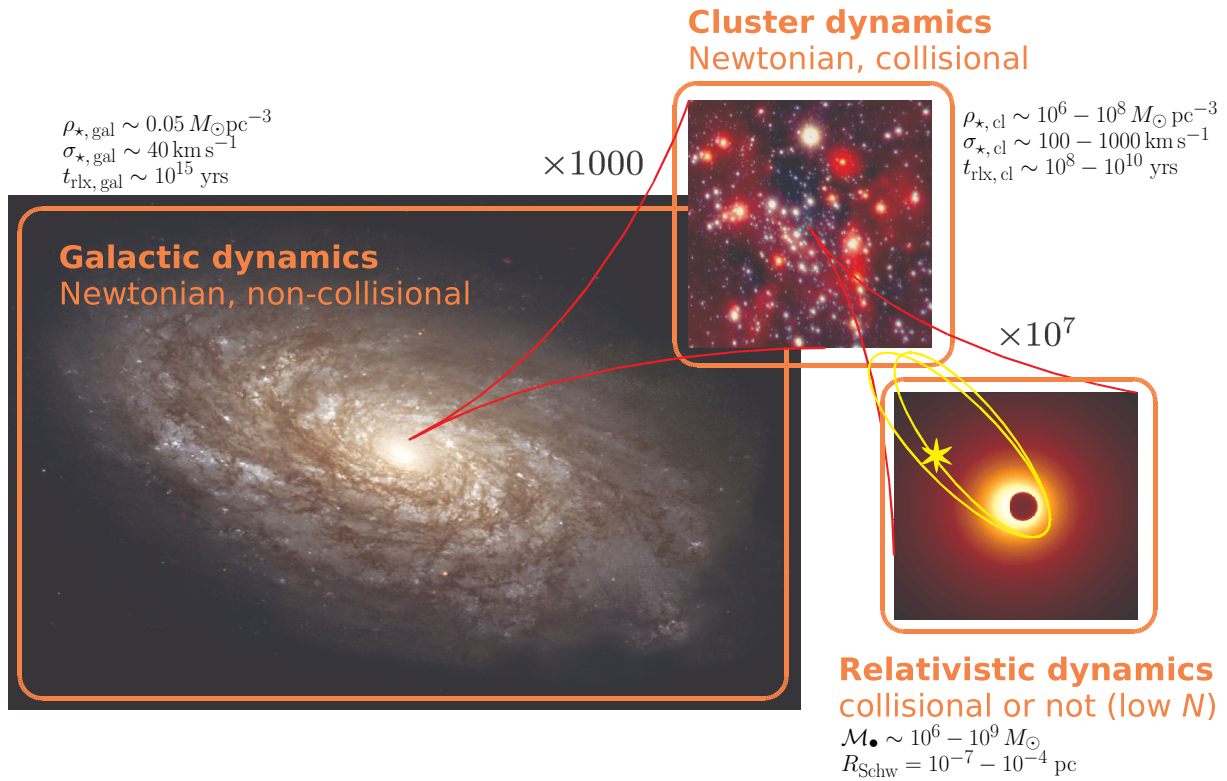 Cluster dynamics
Newtonian, collisional
ρ⋆, gal ∼ 0.05 M⊙pc−3
σ⋆, gal ∼ 40 km s−1
trlx, gal ∼ 10^15 yrs
×1000
ρ⋆, cl ∼ 10^6 − 10^8 M⊙ pc−3
σ⋆, cl ∼ 100 − 1000 km s−1
trlx, cl ∼ 10^8 − 10^10 yrs
Galactic dynamics
Newtonian, non-collisional
×10^7
Relativistic dynamics
collisional or not (low N)
M• ∼ 10^6 − 10^9 M⊙
RSchw = 10^−7 − 10^−4 pc